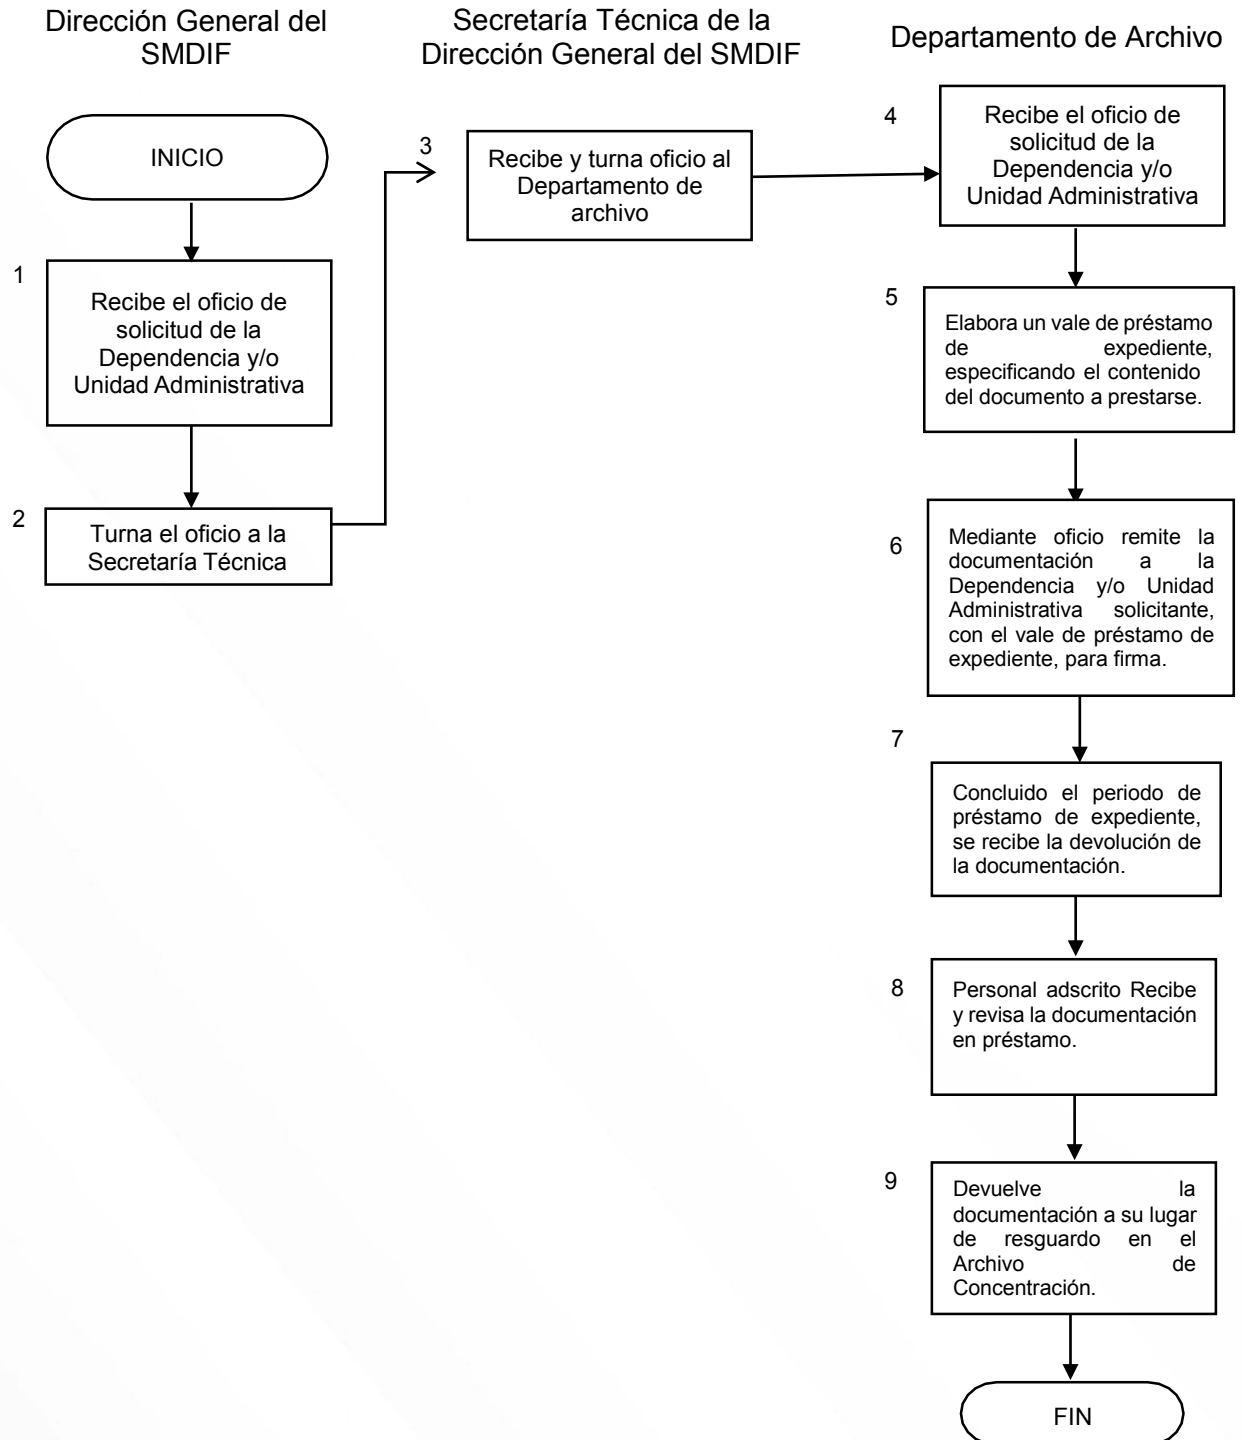 Dirección General del
SMDIF
Secretaría Técnica de la
Dirección General del SMDIF
Departamento de Archivo
INICIO
1
Recibe el oficio de
solicitud de la
Dependencia y/o
Unidad Administrativa
2
Turna el oficio a la
Secretaría Técnica
3
Recibe y turna oficio al
Departamento de
archivo
4
Recibe el oficio de
solicitud de la
Dependencia y/o
Unidad Administrativa
5
Elabora un vale de préstamo
de expediente,
especificando el contenido
del documento a prestarse.
6
Mediante oficio remite la
documentación a la
Dependencia y/o Unidad
Administrativa solicitante,
con el vale de préstamo de
expediente, para firma.
7
Concluido el periodo de
préstamo de expediente,
se recibe la devolución de
la documentación.
8
Personal adscrito Recibe
y revisa la documentación
en préstamo.
9
Devuelve la
documentación a su lugar
de resguardo en el
Archivo de
Concentración.
FIN